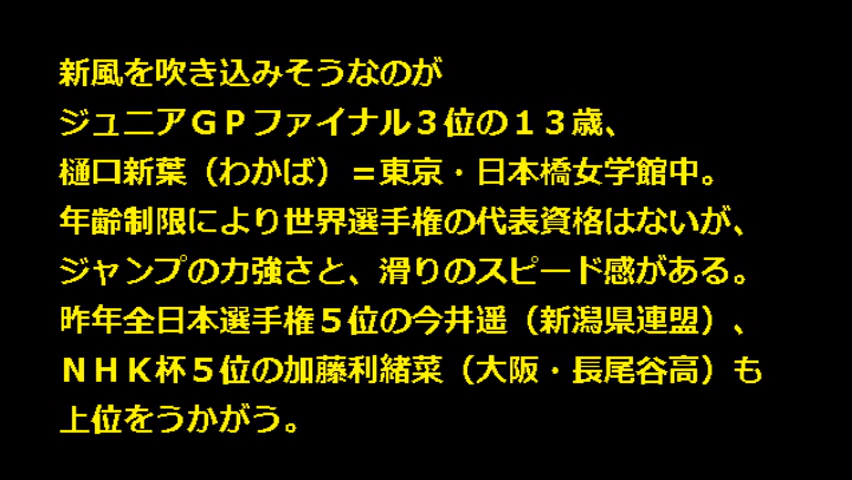 新風を吹き込みそうなのが
ジュニアＧＰファイナル３位の１３歳、
樋口新葉（わかば）＝東京・日本橋女学館中。
年齢制限により世界選手権の代表資格はないが、
ジャンプの力強さと、滑りのスピード感がある。
昨年全日本選手権５位の今井遥（新潟県連盟）、
ＮＨＫ杯５位の加藤利緒菜（大阪・長尾谷高）も
上位をうかがう。